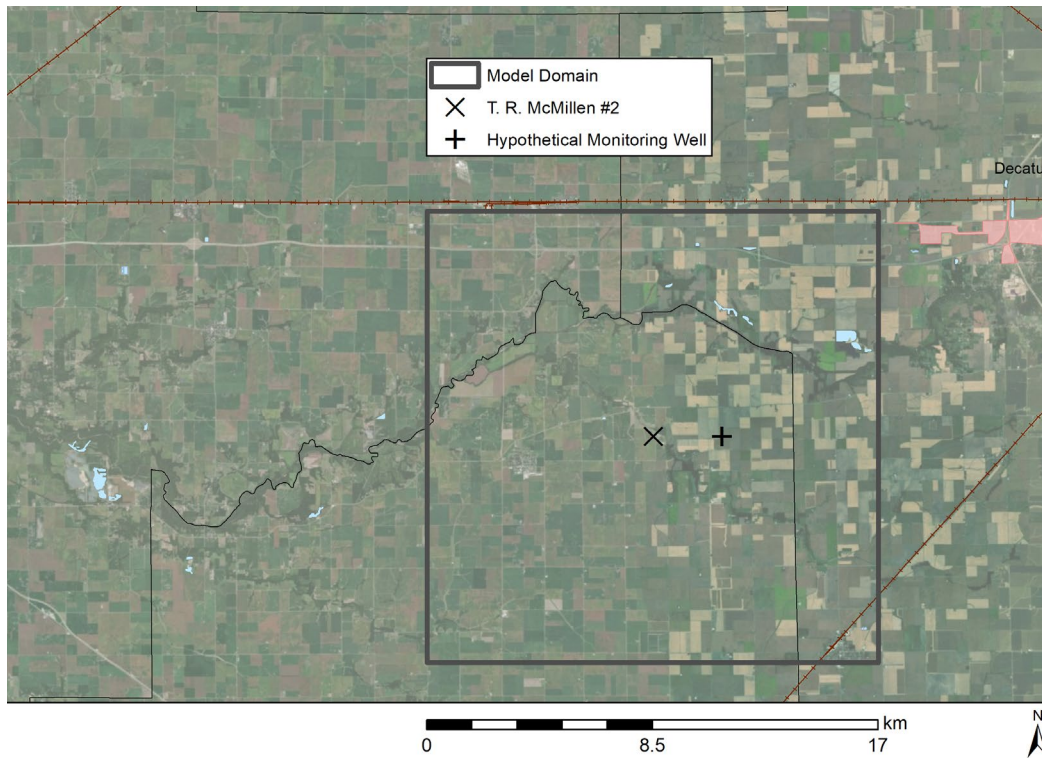 Model Domain
T. R. McMillen #2
Hypothetical Monitoring Well
Decatu
km
0 8.5 17
N